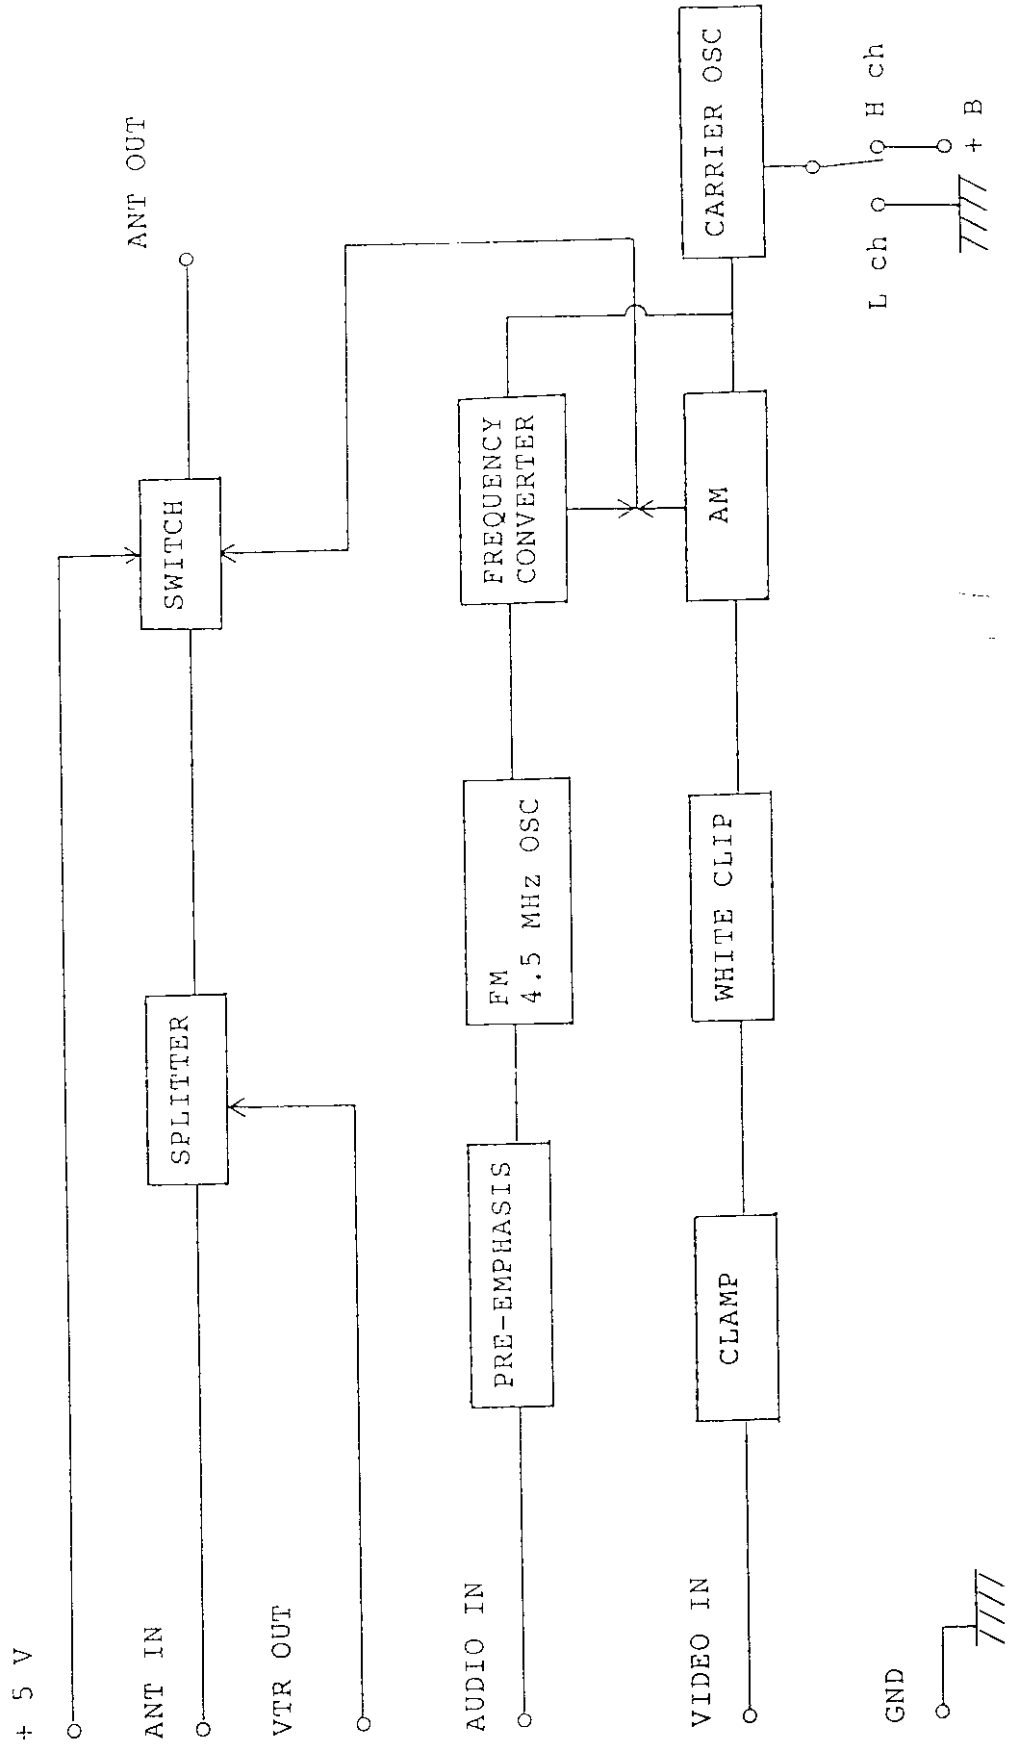 + 5 V
ANT IN
VTR OUT
AUDIO IN
VIDEO IN
GND
SPLITTER
SWITCH
ANT OUT
PRE-EMPHASIS
FM
4.5 MHz OSC
FREQUENCY
CONVERTER
CLAMP
WHITE CLIP
AM
CARRIER OSC
L ch
H ch
+ B